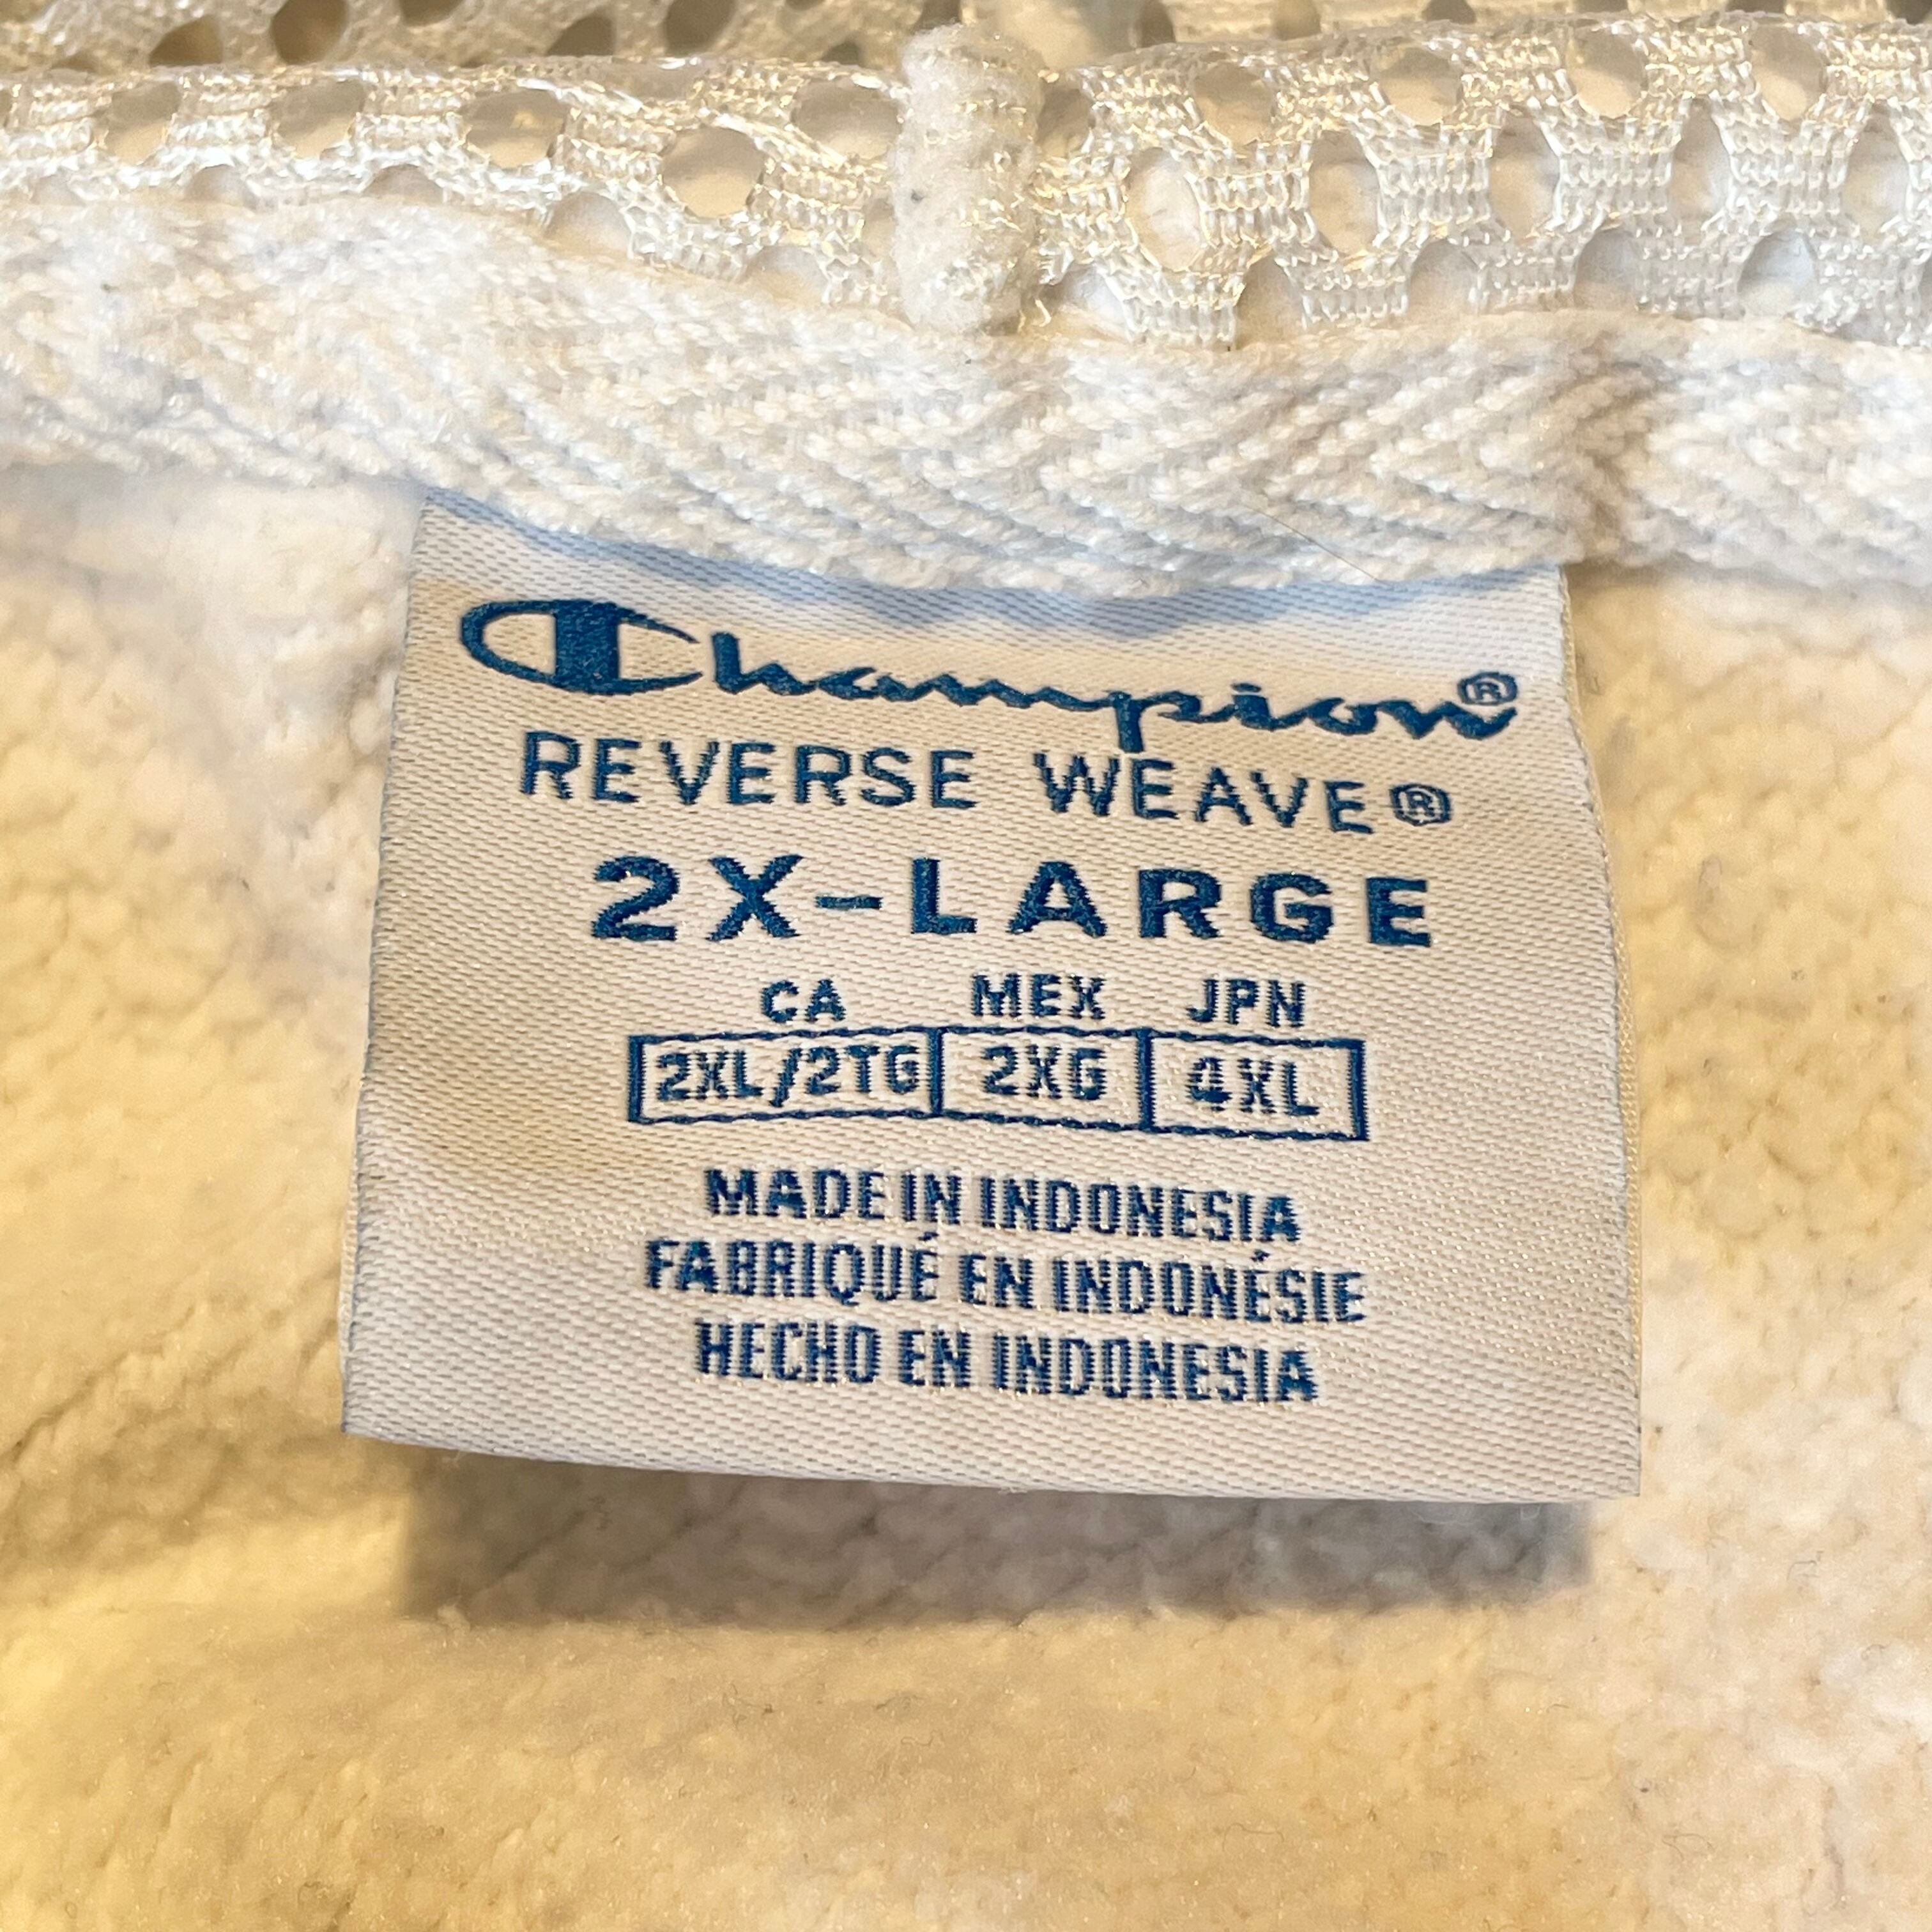 Champion®
REVERSE WEAVE®
2X-LARGE
CA MEX JPN
2XL/2TG 2XG 4XL
MADE IN INDONESIA
FABRIQUÉ EN INDONÉSIE
HECHO EN INDONESIA